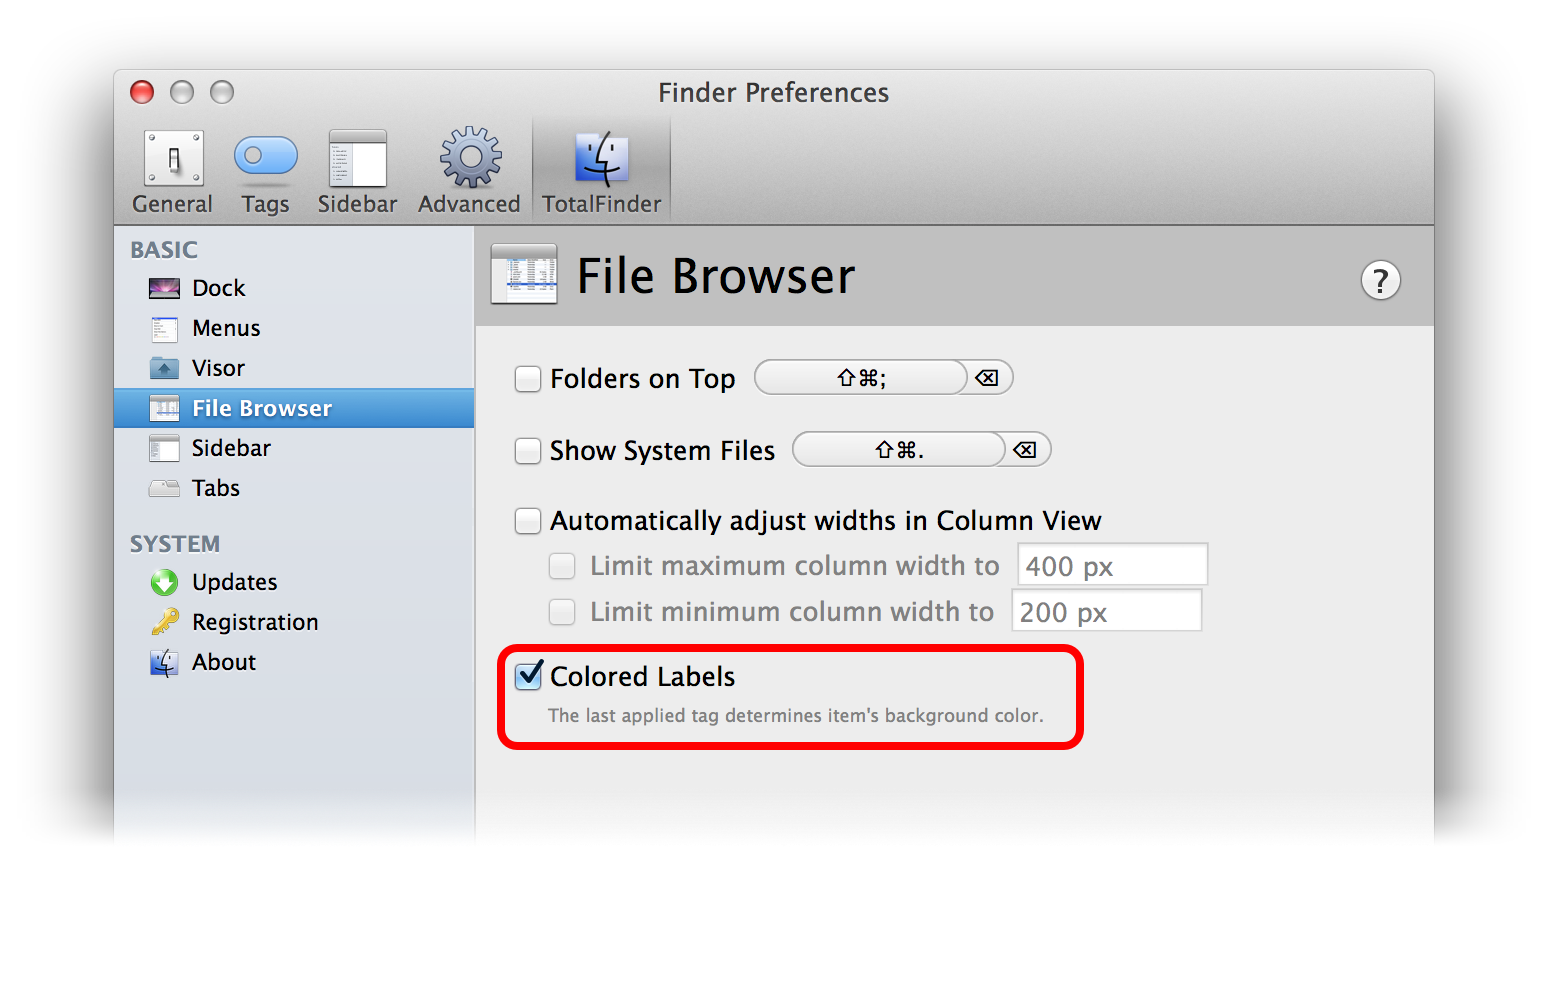 Finder Preferences
General Tags Sidebar Advanced TotalFinder
BASIC
Dock
Menus
Visor
File Browser
Sidebar
Tabs
SYSTEM
Updates
Registration
About
File Browser ?
Folders on Top ⇧⌘;
Show System Files ⇧⌘.
Automatically adjust widths in Column View
Limit maximum column width to 400 px
Limit minimum column width to 200 px
Colored Labels
The last applied tag determines item's background color.